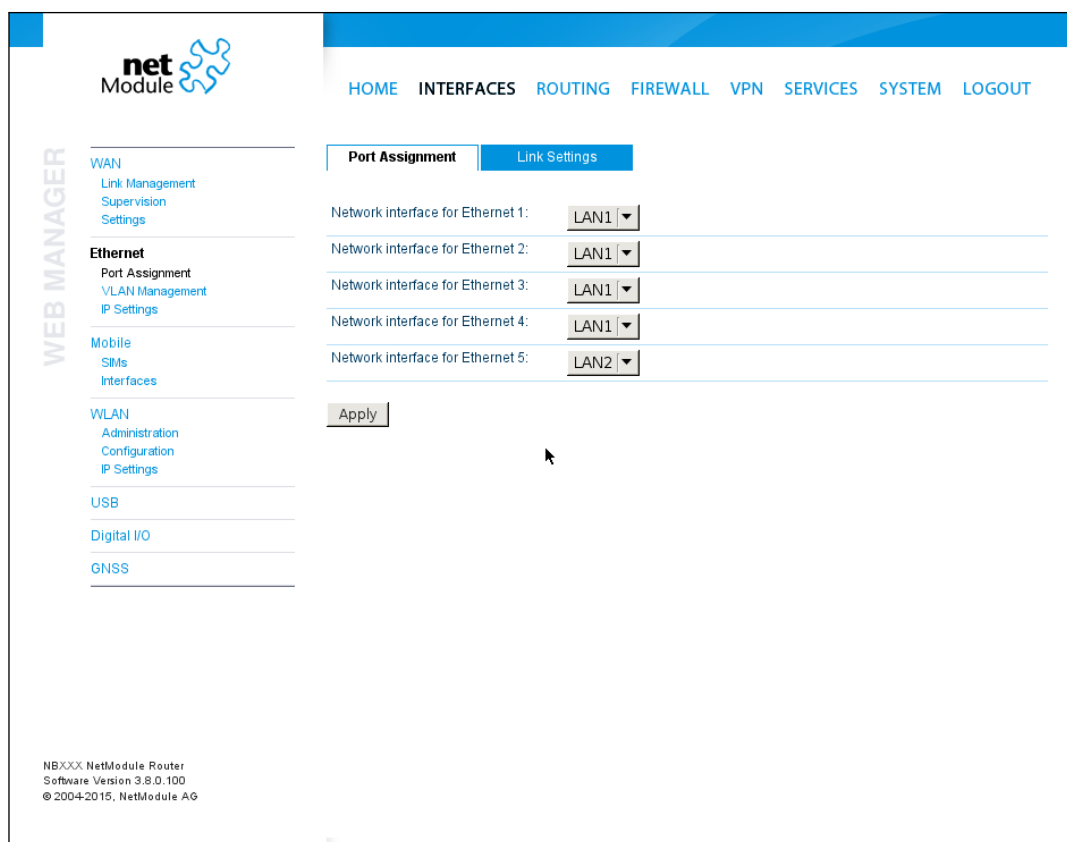 net
Module
HOME INTERFACES ROUTING FIREWALL VPN SERVICES SYSTEM LOGOUT
WEB MANAGER
WAN
Link Management
Supervision
Settings
Ethernet
Port Assignment
VLAN Management
IP Settings
Mobile
SIMs
Interfaces
WLAN
Administration
Configuration
IP Settings
USB
Digital I/O
GNSS
Port Assignment Link Settings
Network interface for Ethernet 1: LAN1
Network interface for Ethernet 2: LAN1
Network interface for Ethernet 3: LAN1
Network interface for Ethernet 4: LAN1
Network interface for Ethernet 5: LAN2
Apply
NBXXX NetModule Router
Software Version 3.8.0.100
© 2004-2015, NetModule AG